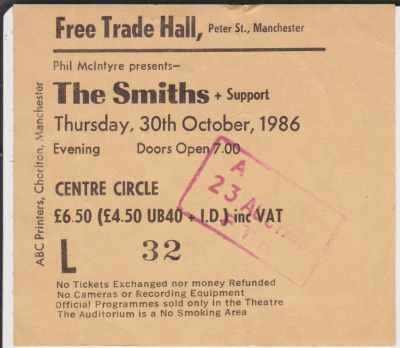 Free Trade Hall, Peter St., Manchester
Phil McIntyre presents—
The Smiths + Support
Thursday, 30th October, 1986
Evening Doors Open 7.00
CENTRE CIRCLE
£6.50 (£4.50 UB40 + I.D.) inc VAT
L 32
No Tickets Exchanged nor money Refunded
No Cameras or Recording Equipment
Official Programmes sold only in the Theatre
The Auditorium is a No Smoking Area
ABC Printers, Chorlton, Manchester
A
23 AUG 1986